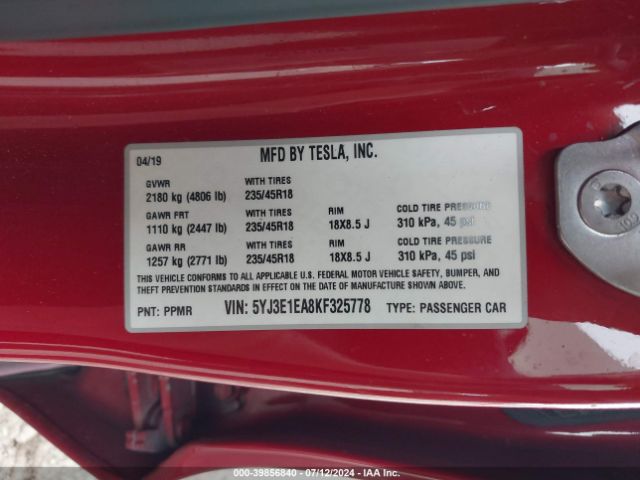 04/19 MFD BY TESLA, INC.
GVWR WITH TIRES
2180 kg (4806 lb) 235/45R18
GAWR FRT WITH TIRES RIM COLD TIRE PRESSURE
1110 kg (2447 lb) 235/45R18 18X8.5 J 310 kPa, 45 psi
GAWR RR WITH TIRES RIM COLD TIRE PRESSURE
1257 kg (2771 lb) 235/45R18 18X8.5 J 310 kPa, 45 psi
THIS VEHICLE CONFORMS TO ALL APPLICABLE U.S. FEDERAL MOTOR VEHICLE SAFETY, BUMPER, AND
THEFT PREVENTION STANDARDS IN EFFECT ON THE DATE OF MANUFACTURE SHOWN ABOVE.
PNT: PPMR VIN: 5YJ3E1EA8KF325778 TYPE: PASSENGER CAR
000-39856840 - 07/12/2024 - IAA Inc.